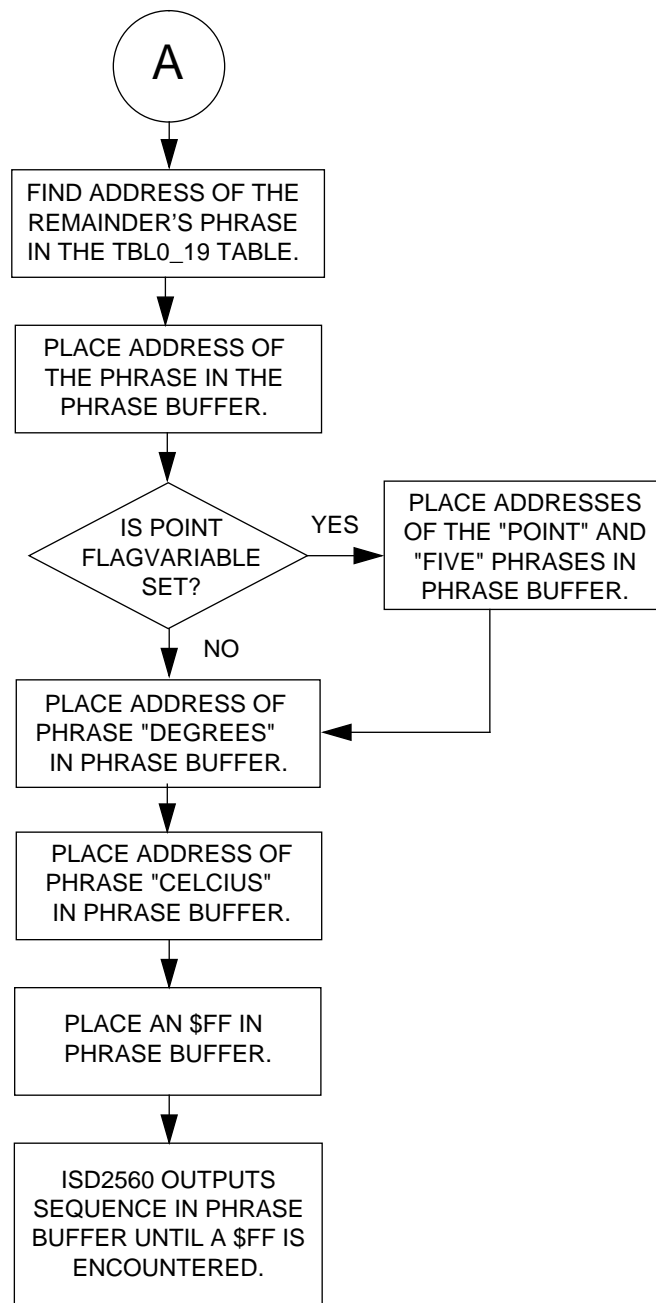 A
FIND ADDRESS OF THE
REMAINDER'S PHRASE
IN THE TBL0_19 TABLE.
PLACE ADDRESS OF
THE PHRASE IN THE
PHRASE BUFFER.
IS POINT
FLAGVARIABLE
SET?
YES
PLACE ADDRESSES
OF THE "POINT" AND
"FIVE" PHRASES IN
PHRASE BUFFER.
NO
PLACE ADDRESS OF
PHRASE "DEGREES"
IN PHRASE BUFFER.
PLACE ADDRESS OF
PHRASE "CELCIUS"
IN PHRASE BUFFER.
PLACE AN $FF IN
PHRASE BUFFER.
ISD2560 OUTPUTS
SEQUENCE IN PHRASE
BUFFER UNTIL A $FF IS
ENCOUNTERED.